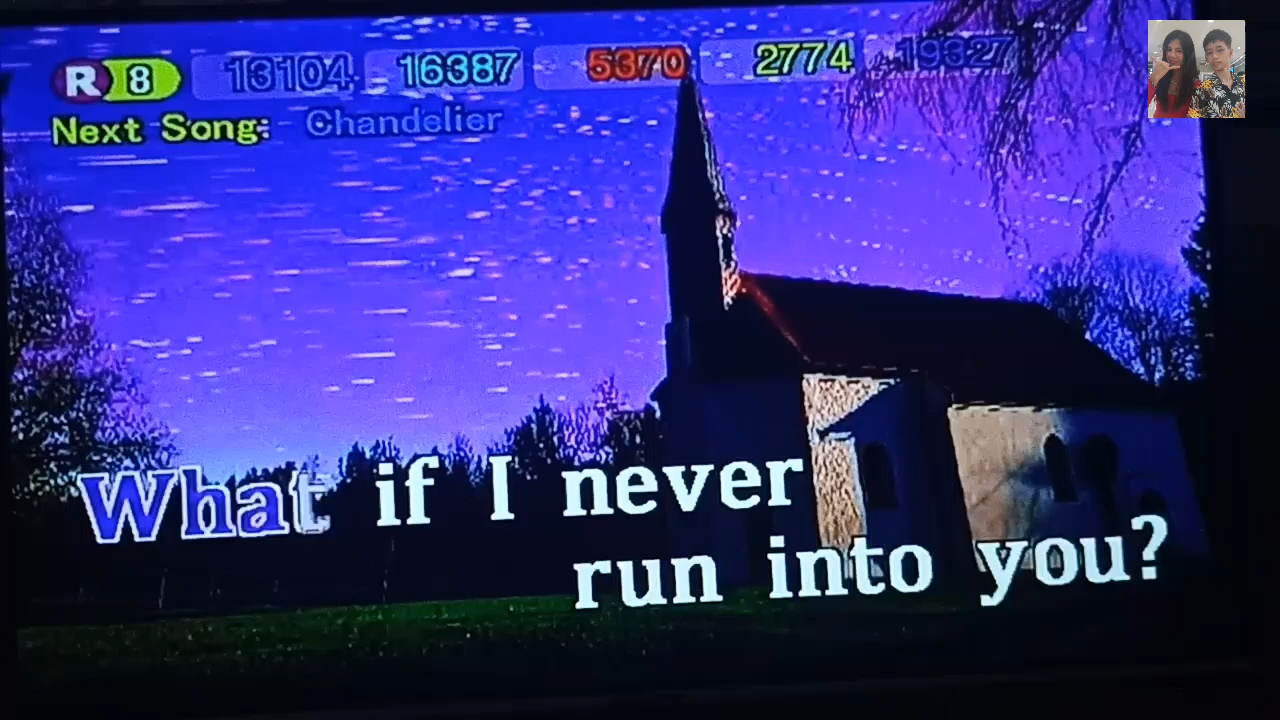 R 8 13104 16387 5370 2774 19327
Next Song: Chandelier
What if I never
run into you?